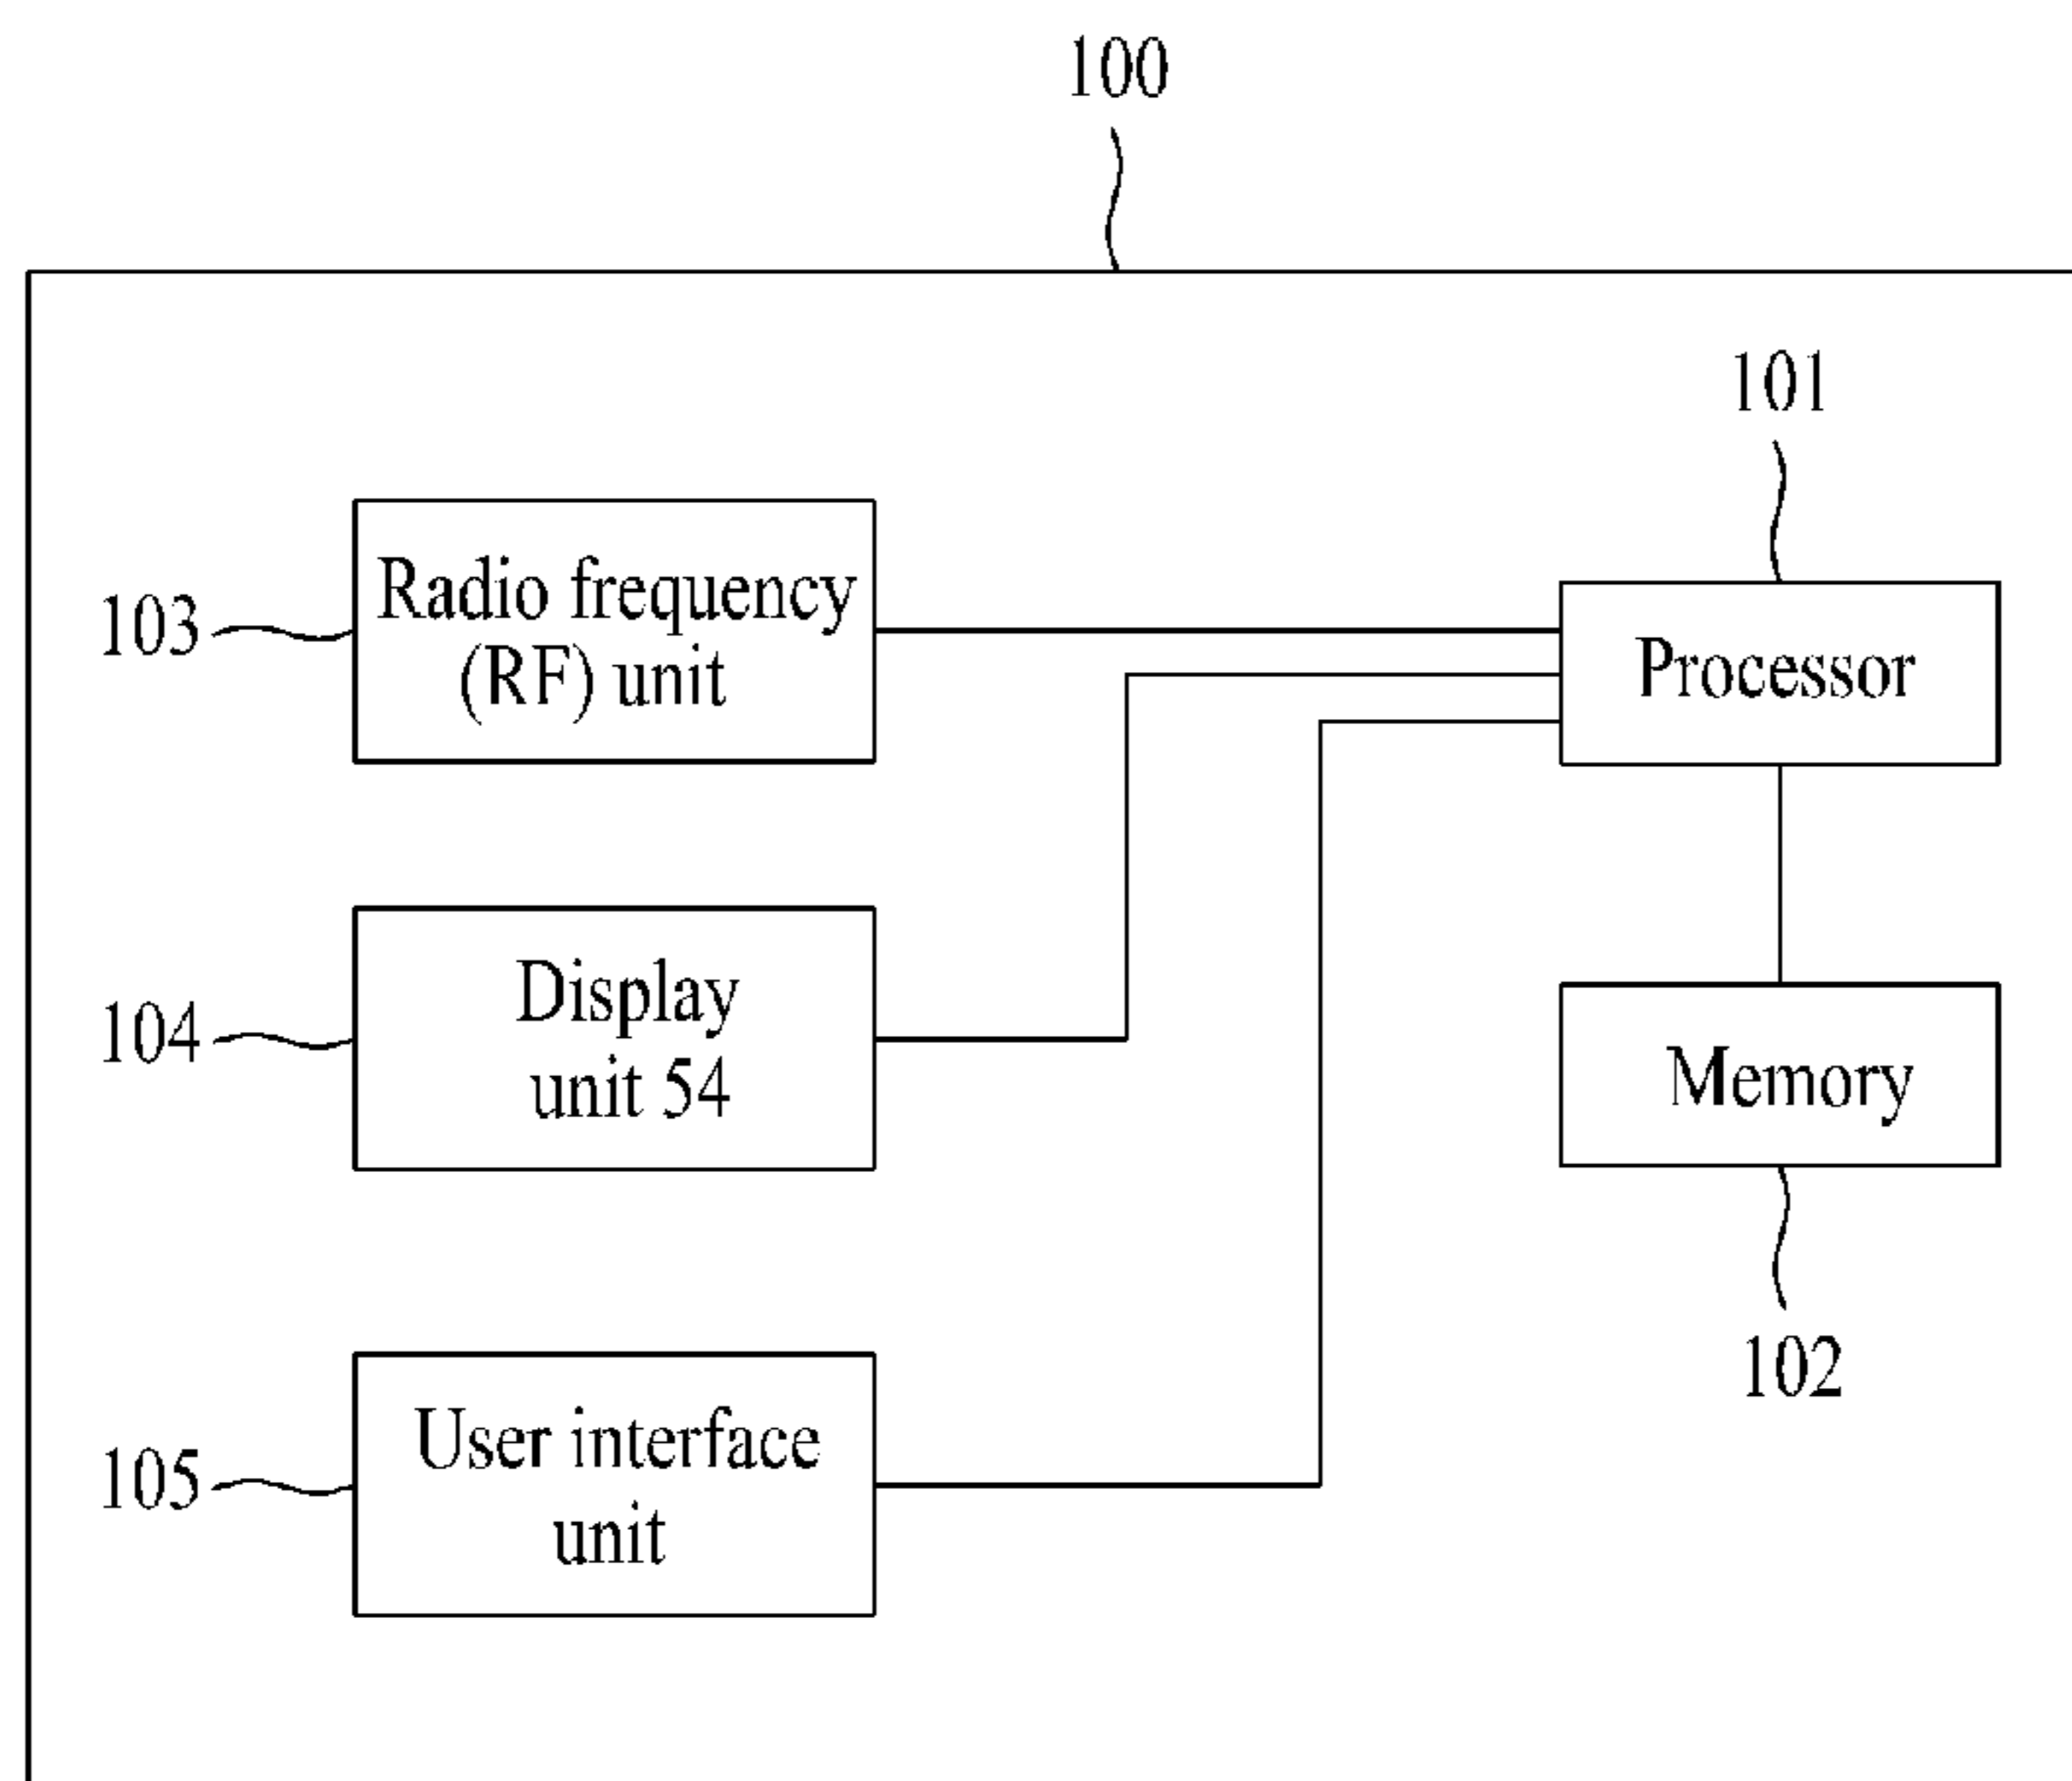 100
101
103
Radio frequency
(RF) unit
Processor
104
Display
unit 54
Memory
102
105
User interface
unit